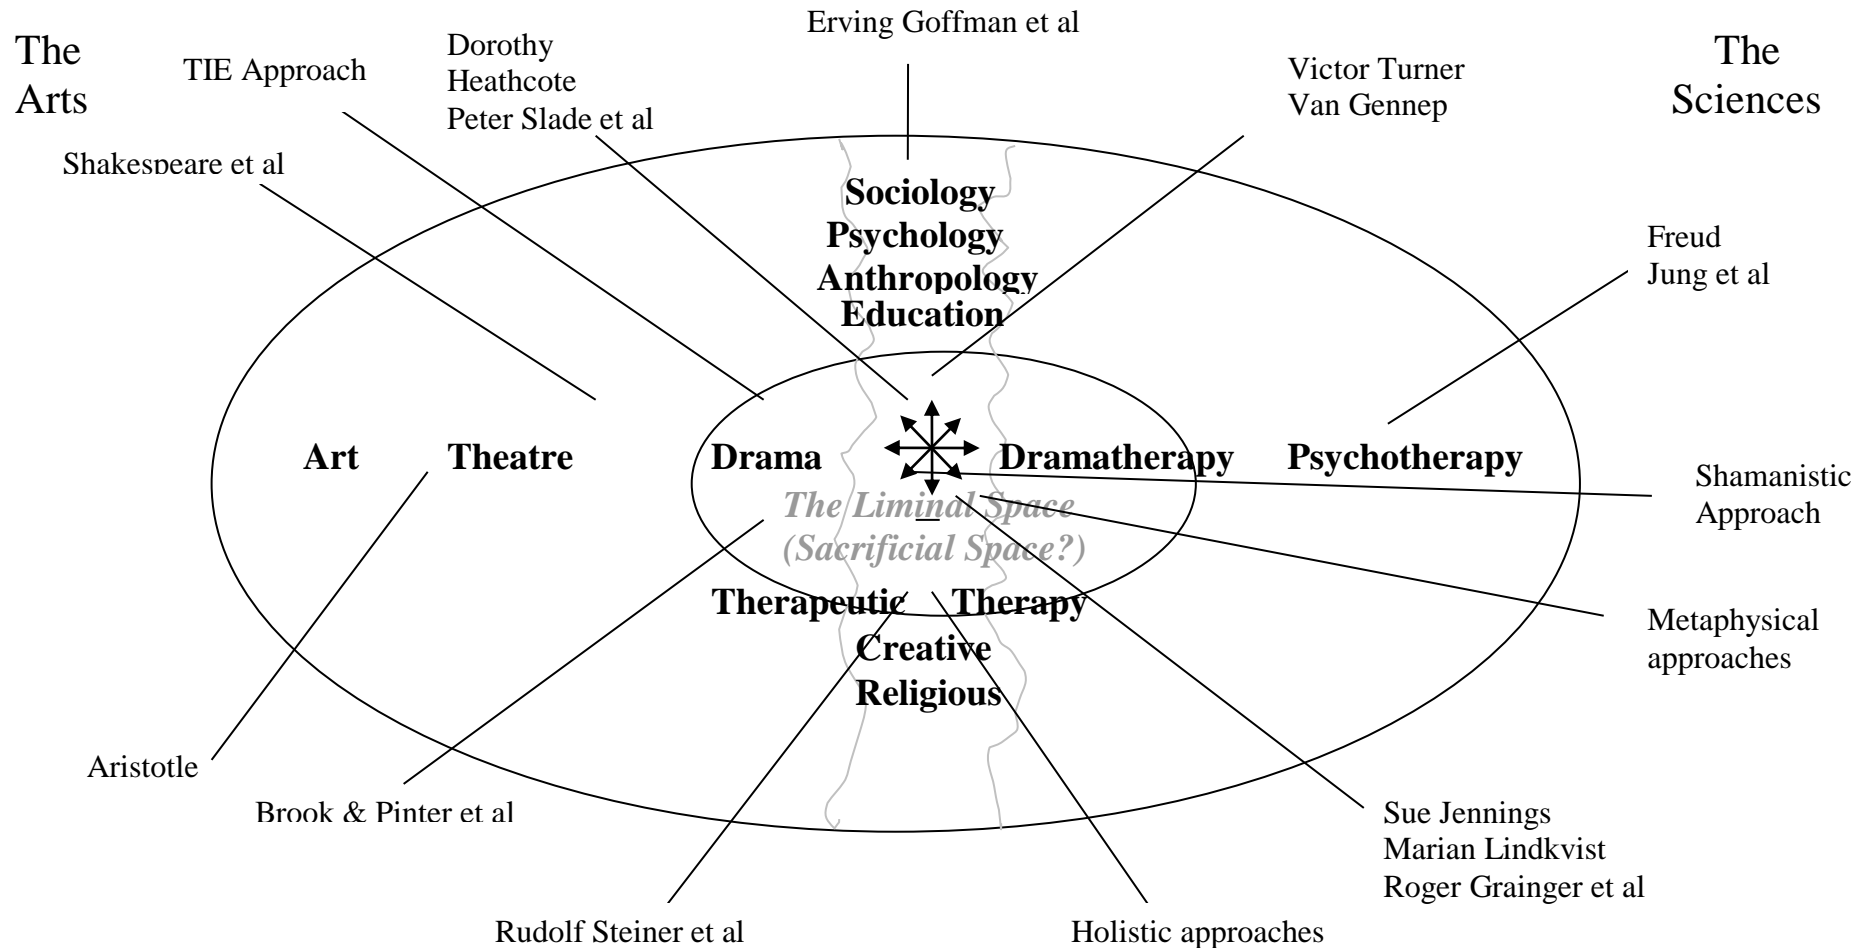 Erving Goffman et al
The
Arts
TIE Approach
Dorothy
Heathcote
Peter Slade et al
Victor Turner
Van Gennep
The
Sciences
Shakespeare et al
Sociology
Psychology
Anthropology
Education
Freud
Jung et al
Art
Theatre
Drama
Dramatherapy
Psychotherapy
Shamanistic
Approach
The Liminal Space
(Sacrificial Space?)
Therapeutic
Therapy
Creative
Religious
Metaphysical
approaches
Aristotle
Brook & Pinter et al
Sue Jennings
Marian Lindkvist
Roger Grainger et al
Rudolf Steiner et al
Holistic approaches